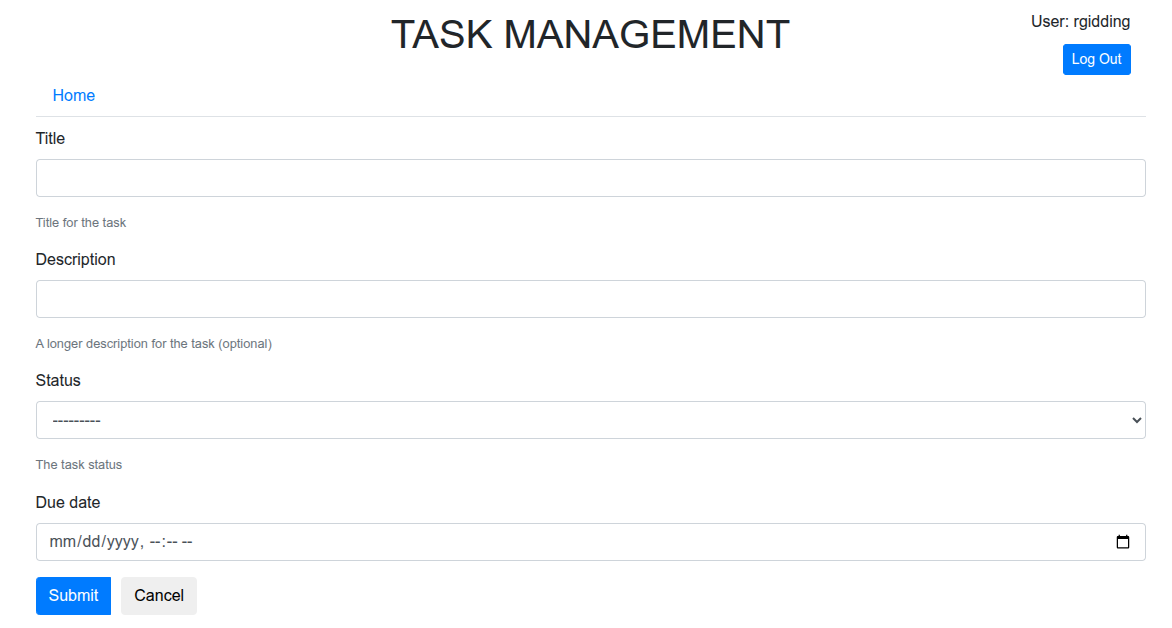 TASK MANAGEMENT
User: rgidding
Log Out
Home
Title
Title for the task
Description
A longer description for the task (optional)
Status
---------
The task status
Due date
mm/dd/yyyy, --:-- --
Submit
Cancel